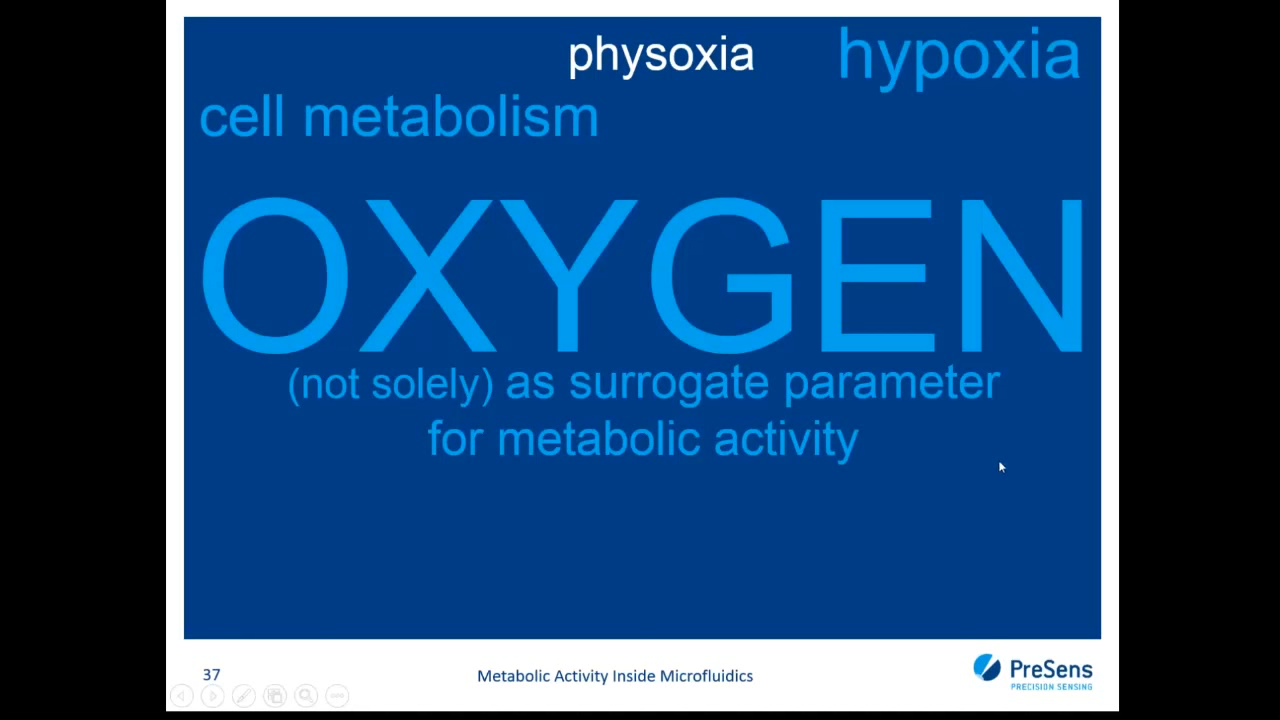 physoxia
hypoxia
cell metabolism
OXYGEN
(not solely) as surrogate parameter
for metabolic activity
37
Metabolic Activity Inside Microfluidics
PreSens
PRECISION SENSING